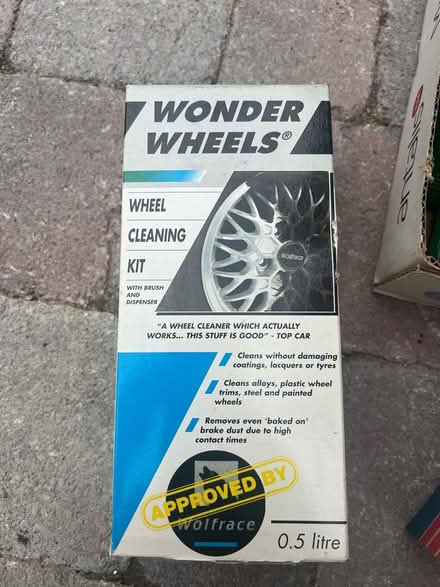 WONDER
WHEELS®
WHEEL
CLEANING
KIT
WITH BRUSH
AND
DISPENSER
Wolfrace
"A WHEEL CLEANER WHICH ACTUALLY
WORKS... THIS STUFF IS GOOD" - TOP CAR
Cleans without damaging
coatings, lacquers or tyres
Cleans alloys, plastic wheel
trims, steel and painted
wheels
Removes even 'baked on'
brake dust due to high
contact times
APPROVED BY
Wolfrace
0.5 litre